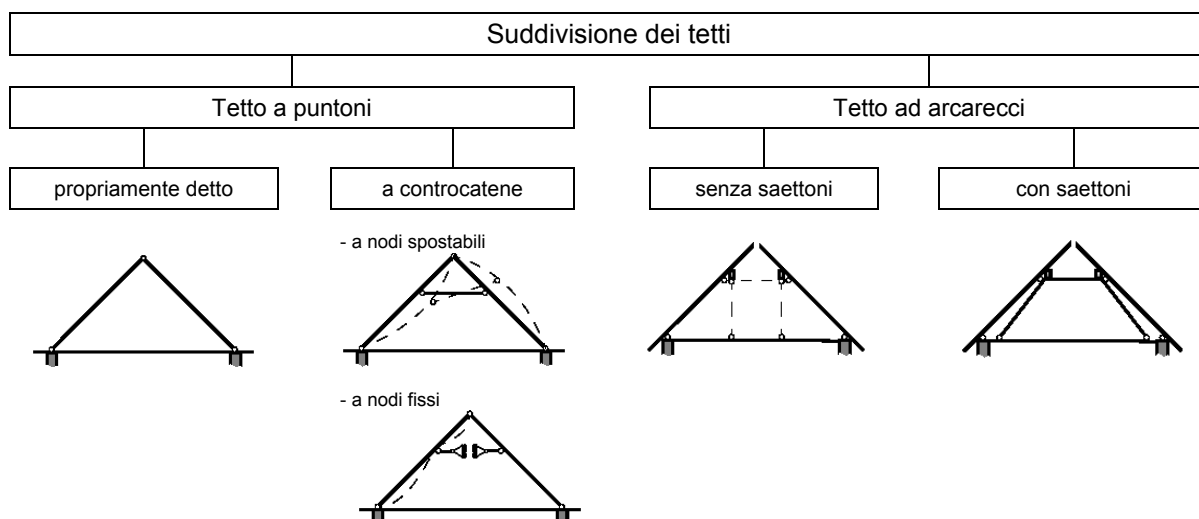 Suddivisione dei tetti
Tetto a puntoni
Tetto ad arcarecci
propriamente detto
a controcatene
senza saettoni
con saettoni
- a nodi spostabili
- a nodi fissi